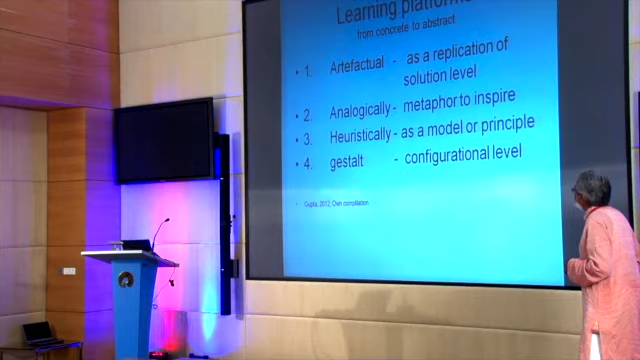 Learning platforms
from concrete to abstract
• 1. Artefactual - as a replication of
solution level
• 2. Analogically - metaphor to inspire
• 3. Heuristically - as a model or principle
• 4. gestalt - configurational level
• Gupta, 2012; Own compilation